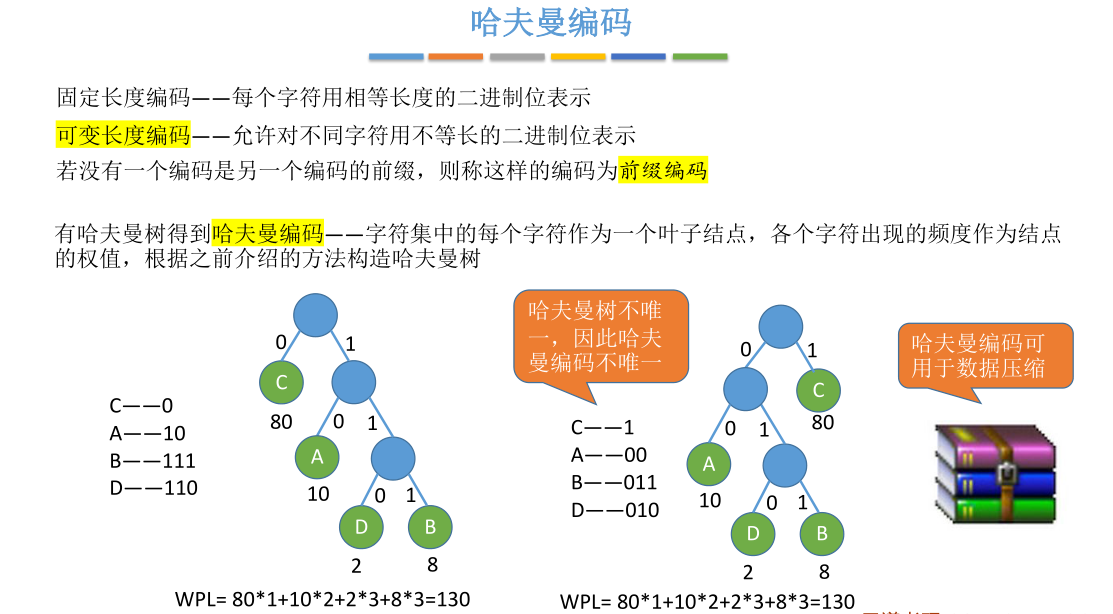 哈夫曼编码
固定长度编码——每个字符用相等长度的二进制位表示
可变长度编码——允许对不同字符用不等长的二进制位表示
若没有一个编码是另一个编码的前缀，则称这样的编码为前缀编码
有哈夫曼树得到哈夫曼编码——字符集中的每个字符作为一个叶子结点，各个字符出现的频度作为结点
的权值，根据之前介绍的方法构造哈夫曼树
0
1
C
80
0
1
A
10
0
1
D
B
2
8
C——0
A——10
B——111
D——110
WPL= 80*1+10*2+2*3+8*3=130
哈夫曼树不唯
一，因此哈夫
曼编码不唯一
C——1
A——00
B——011
D——010
0
1
C
80
0
1
A
10
0
1
D
B
2
8
WPL= 80*1+10*2+2*3+8*3=130
哈夫曼编码可
用于数据压缩